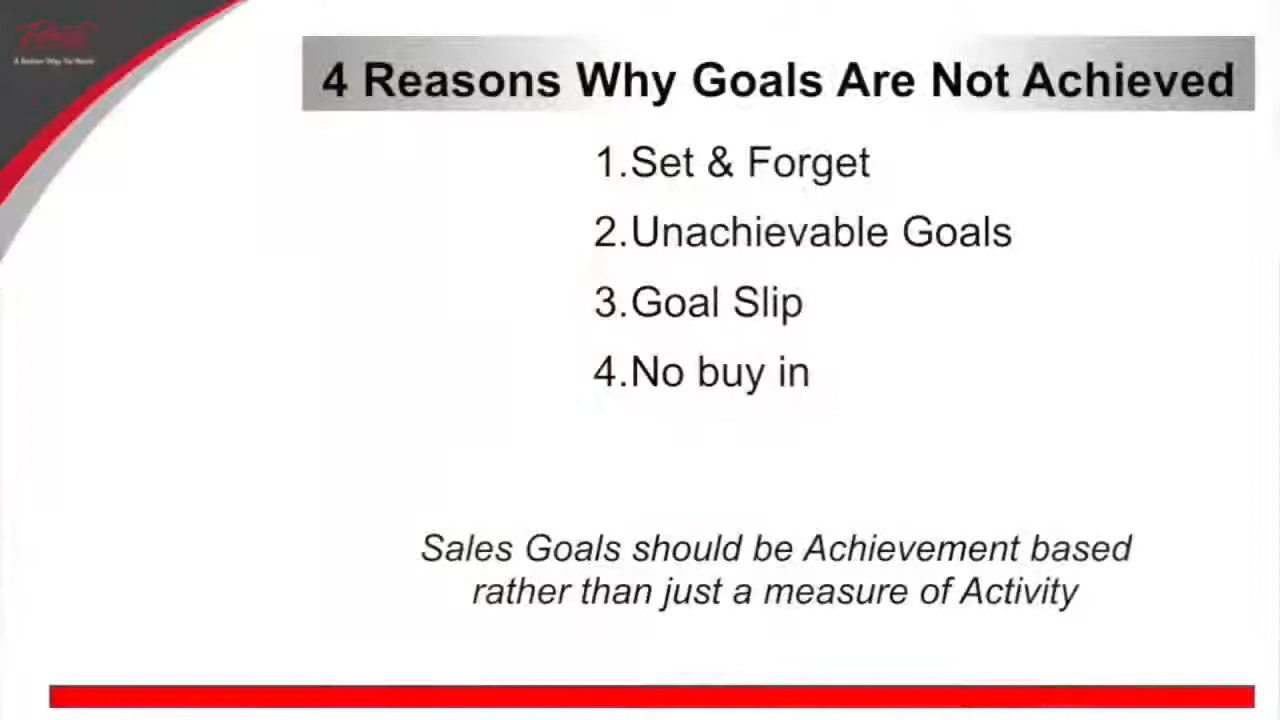 4 Reasons Why Goals Are Not Achieved
1.Set & Forget
2.Unachievable Goals
3.Goal Slip
4.No buy in
Sales Goals should be Achievement based
rather than just a measure of Activity